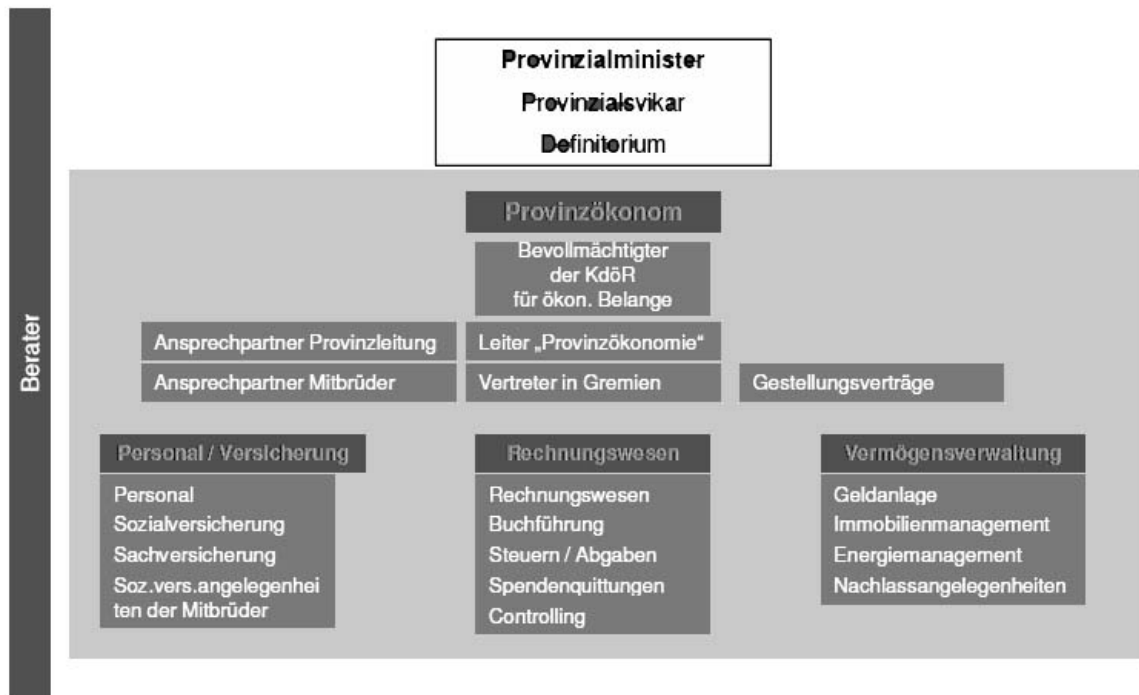 Berater
Provinzialminister
Provinzialsvikar
Definitorium
Provinzökonom
Bevollmächtigter
der KdöR
für ökon. Belange
Ansprechpartner Provinzleitung
Leiter „Provinzökonomie“
Ansprechpartner Mitbrüder
Vertreter in Gremien
Gestellungsverträge
Personal / Versicherung
Personal
Sozialversicherung
Sachversicherung
Soz.vers.angelegenhei
ten der Mitbrüder
Rechnungswesen
Rechnungswesen
Buchführung
Steuern / Abgaben
Spendenquittungen
Controlling
Vermögensverwaltung
Geldanlage
Immobilienmanagement
Energiemanagement
Nachlassangelegenheiten